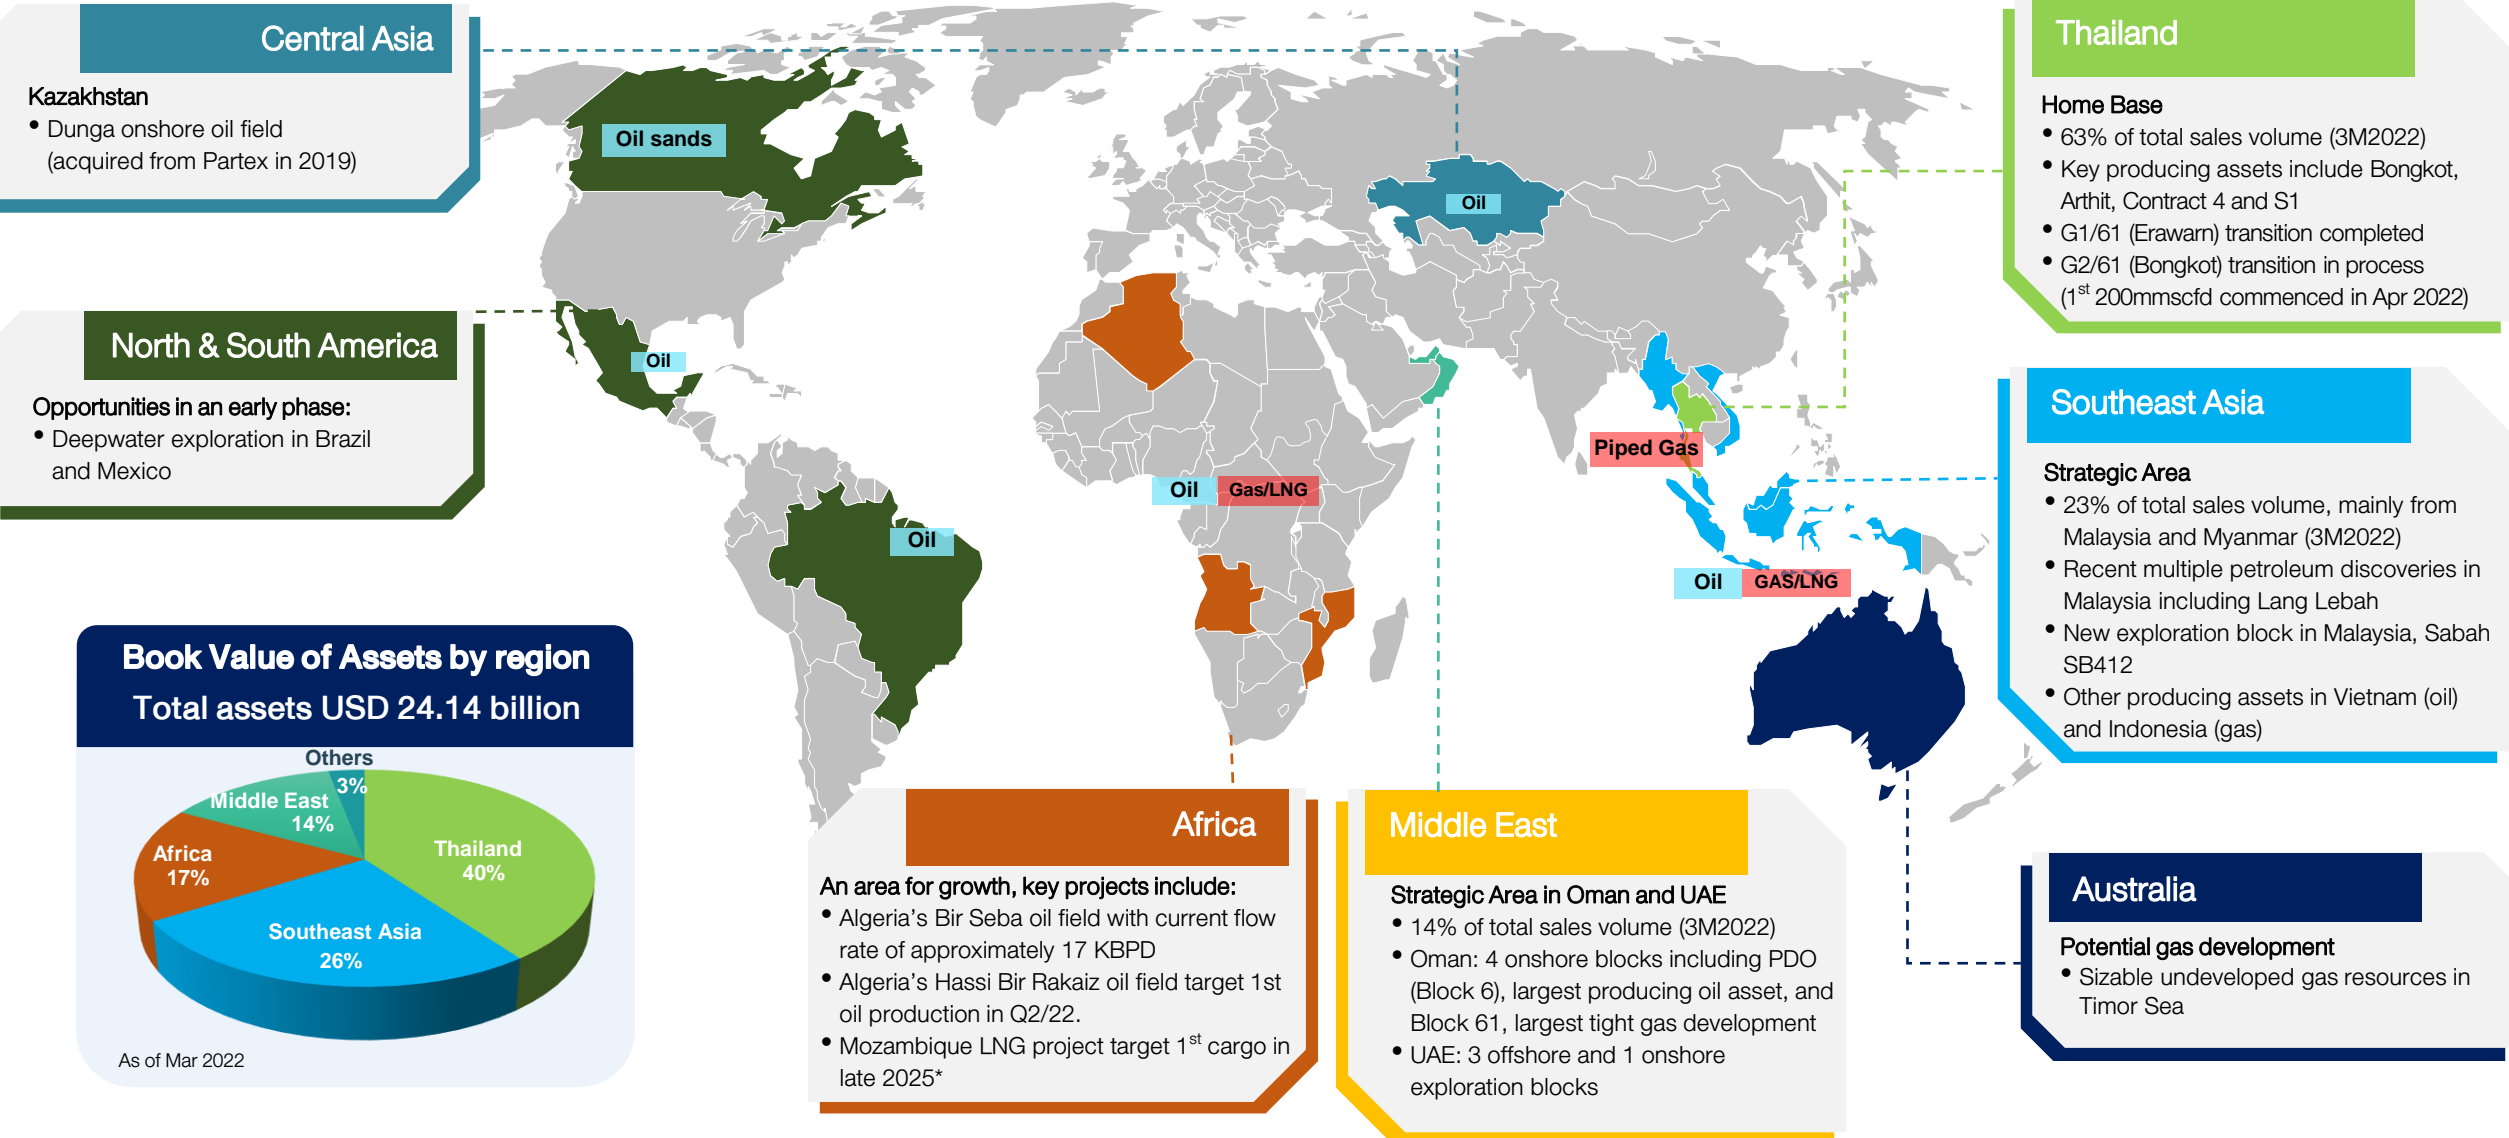 Central Asia
Kazakhstan
• Dunga onshore oil field
(acquired from Partex in 2019)
North & South America
Opportunities in an early phase:
• Deepwater exploration in Brazil
and Mexico
Oil sands
Oil
Oil
Oil
Oil
Gas/LNG
Piped Gas
Oil
GAS/LNG
Thailand
Home Base
• 63% of total sales volume (3M2022)
• Key producing assets include Bongkot,
Arthit, Contract 4 and S1
• G1/61 (Erawarn) transition completed
• G2/61 (Bongkot) transition in process
(1st 200mmscfd commenced in Apr 2022)
Southeast Asia
Strategic Area
• 23% of total sales volume, mainly from
Malaysia and Myanmar (3M2022)
• Recent multiple petroleum discoveries in
Malaysia including Lang Lebah
• New exploration block in Malaysia, Sabah
SB412
• Other producing assets in Vietnam (oil)
and Indonesia (gas)
Book Value of Assets by region
Total assets USD 24.14 billion
Others
3%
Middle East
14%
Africa
17%
Thailand
40%
Southeast Asia
26%
As of Mar 2022
Africa
An area for growth, key projects include:
• Algeria's Bir Seba oil field with current flow
rate of approximately 17 KBPD
• Algeria's Hassi Bir Rakaiz oil field target 1st
oil production in Q2/22.
• Mozambique LNG project target 1st cargo in
late 2025*
Middle East
Strategic Area in Oman and UAE
• 14% of total sales volume (3M2022)
• Oman: 4 onshore blocks including PDO
(Block 6), largest producing oil asset, and
Block 61, largest tight gas development
• UAE: 3 offshore and 1 onshore
exploration blocks
Australia
Potential gas development
• Sizable undeveloped gas resources in
Timor Sea